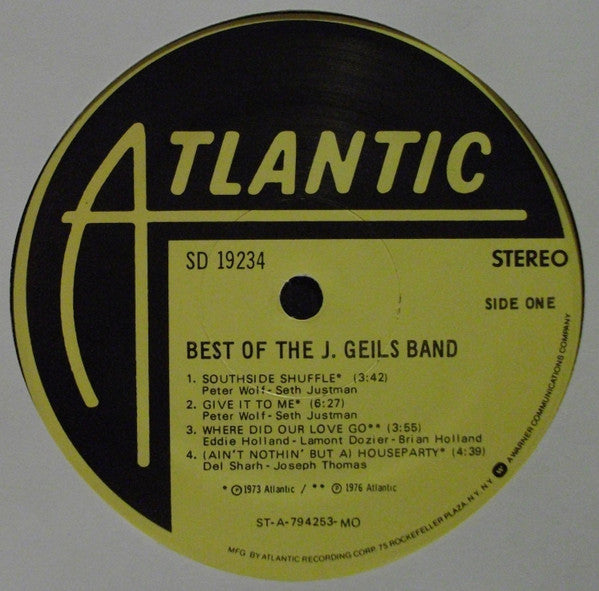 ATLANTIC
SD 19234
STEREO
SIDE ONE
BEST OF THE J. GEILS BAND
1. SOUTHSIDE SHUFFLE* (3:42)
Peter Wolf - Seth Justman
2. GIVE IT TO ME* (6:27)
Peter Wolf - Seth Justman
3. WHERE DID OUR LOVE GO** (3:55)
Eddie Holland - Lamont Dozier - Brian Holland
4. (AIN'T NOTHIN' BUT A) HOUSEPARTY* (4:39)
Del Sharh - Joseph Thomas
* Ⓟ1973 Atlantic / ** Ⓟ 1976 Atlantic
ST-A-794253-MO
MFG. BY ATLANTIC RECORDING CORP. 75 ROCKEFELLER PLAZA, N.Y. N.Y. W A WARNER COMMUNICATIONS COMPANY